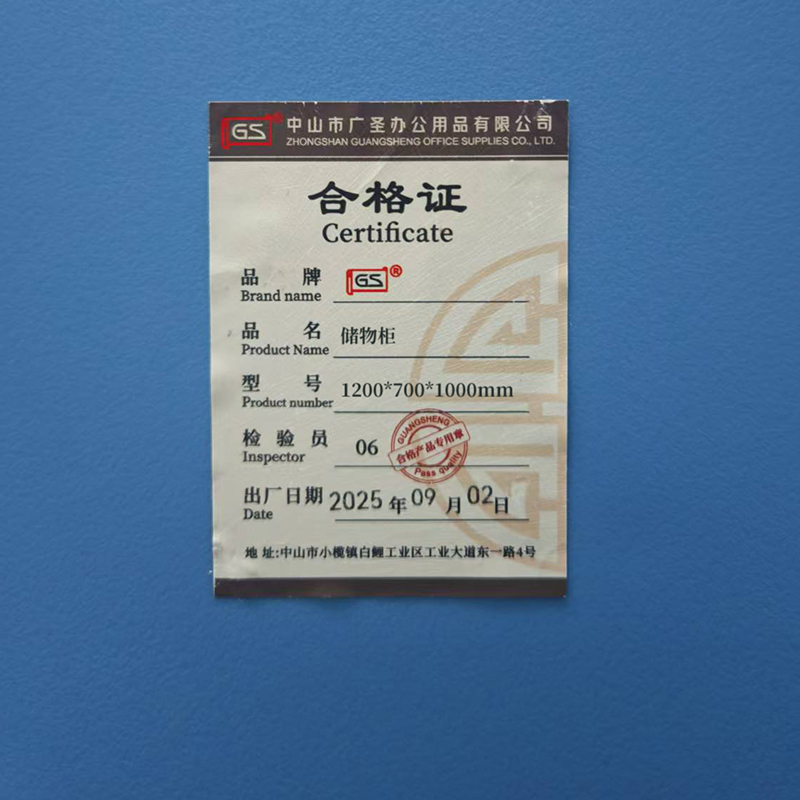 GS 中山市广圣办公用品有限公司
ZHONGSHAN GUANGSHENG OFFICE SUPPLIES CO., LTD.
合格证
Certificate
品 牌 GS®
Brand name
品 名 储物柜
Product Name
型 号 1200*700*1000mm
Product number
检 验 员 06
Inspector
GUANGSHENG
合格产品专用章
Pass quality
出厂日期 2025年09月02日
Date
地 址:中山市小榄镇白鲤工业区工业大道东一路4号